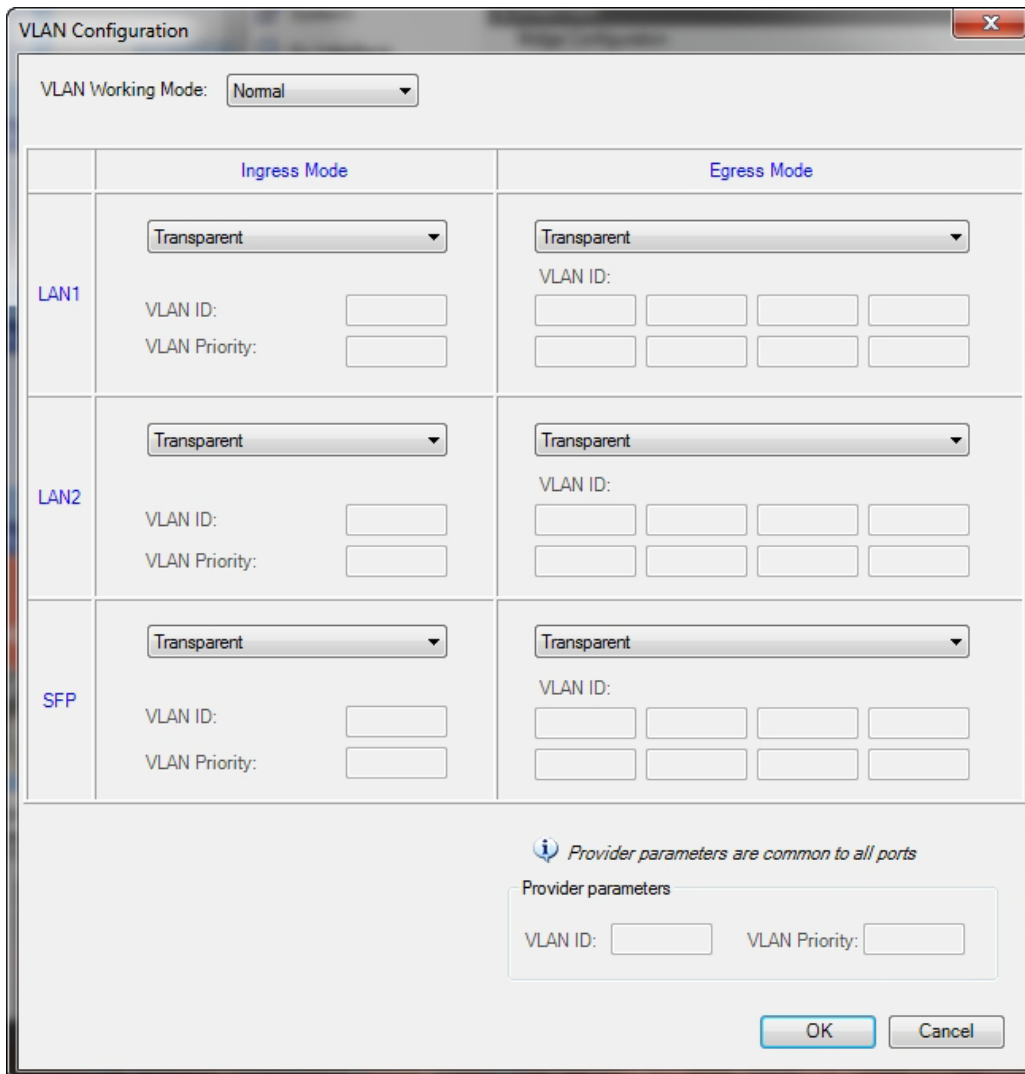 VLAN Configuration
VLAN Working Mode: Normal
Ingress Mode Egress Mode
LAN1
Transparent
VLAN ID:
VLAN Priority:
Transparent
VLAN ID:
LAN2
Transparent
VLAN ID:
VLAN Priority:
Transparent
VLAN ID:
SFP
Transparent
VLAN ID:
VLAN Priority:
Transparent
VLAN ID:
Provider parameters are common to all ports
Provider parameters
VLAN ID: VLAN Priority:
OK Cancel